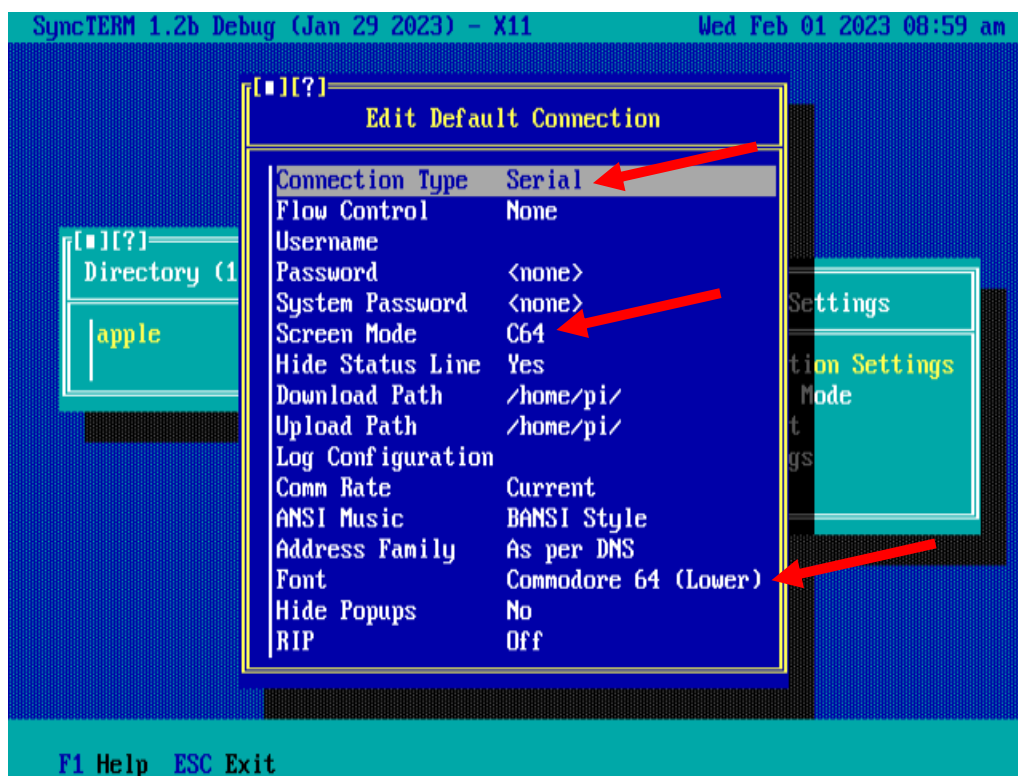 SyncTERM 1.2b Debug (Jan 29 2023) - X11 Wed Feb 01 2023 08:59 am
[■][?]
Edit Default Connection
Connection Type Serial
Flow Control None
Username
Password <none>
System Password <none>
Screen Mode C64
Hide Status Line Yes
Download Path /home/pi/
Upload Path /home/pi/
Log Configuration
Comm Rate Current
ANSI Music BANSI Style
Address Family As per DNS
Font Commodore 64 (Lower)
Hide Popups No
RIP Off
[■][?]
Directory (1
apple
Settings
tion Settings
Mode
t
gs
F1 Help ESC Exit